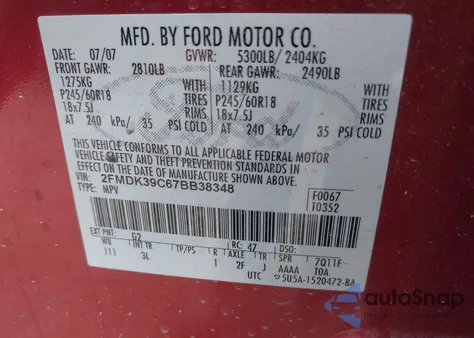 MFD. BY FORD MOTOR CO.
DATE: 07/07 GVWR: 5300LB/ 2404KG
FRONT GAWR: 2810LB REAR GAWR: 2490LB
1275KG WITH 1129KG WITH
P245/60R18 TIRES P245/60R18 TIRES
18x7.5J RIMS 18x7.5J RIMS
AT 240 kPa/ 35 PSI COLD AT 240 kPa/ 35 PSI COLD
THIS VEHICLE CONFORMS TO ALL APPLICABLE FEDERAL MOTOR
VEHICLE SAFETY AND THEFT PREVENTION STANDARDS IN EFFECT
ON THE DATE OF MANUFACTURE SHOWN ABOVE.
VIN: 2FMDK39C67BB38348
TYPE: MPV
F0067
T0352
EXT PNT: G2 RC: 47 DSO:
WB INT TR TP/PS R AXLE TR SPR 7Q11F
111 3L 1 2F J AAAA TOA
UTC 5U5A-1520472-BA
autoSnap